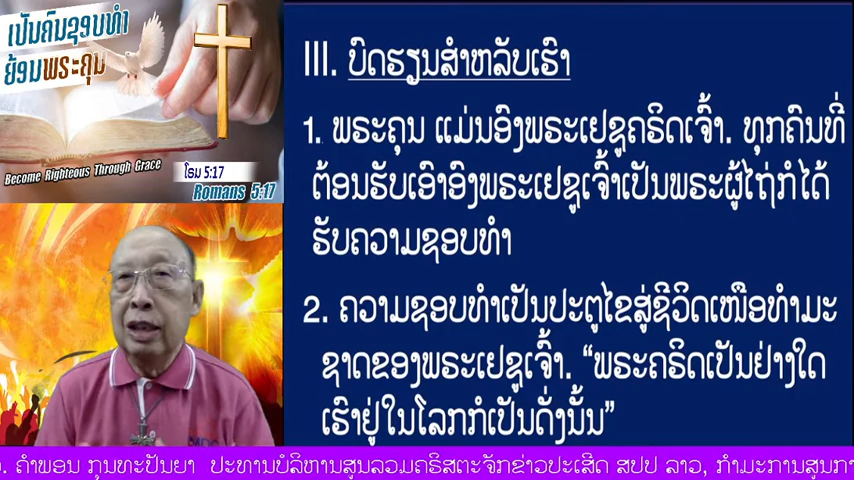 ເປັນຄົນຊອບທຳ
ຍ້ອນພຣະຄຸນ
Become Righteous Through Grace
ໂຣມ 5:17
Romans 5:17
III. ບົດຮຽນສຳຫລັບເຮົາ
1. ພຣະຄຸນ ແມ່ນອົງພຣະເຢຊູຄຣິດເຈົ້າ. ທຸກຄົນທີ່
ຕ້ອນຮັບເອົາອົງພຣະເຢຊູເຈົ້າເປັນພຣະຜູ້ໄຖ່ກໍໄດ້
ຮັບຄວາມຊອບທຳ
2. ຄວາມຊອບທຳເປັນປະຕູໄຂສູ່ຊີວິດເໜືອທຳມະ
ຊາດຂອງພຣະເຢຊູເຈົ້າ. “ພຣະຄຣິດເປັນຢ່າງໃດ
ເຮົາຢູ່ໃນໂລກກໍເປັນດັ່ງນັ້ນ”
ຄຳພອນ ກຸນທະປັນຍາ ປະທານບໍລິຫານສູນລວມຄຣິສຕະຈັກຂ່າວປະເສີດ ສປປ ລາວ, ກຳມະການສູນກາ